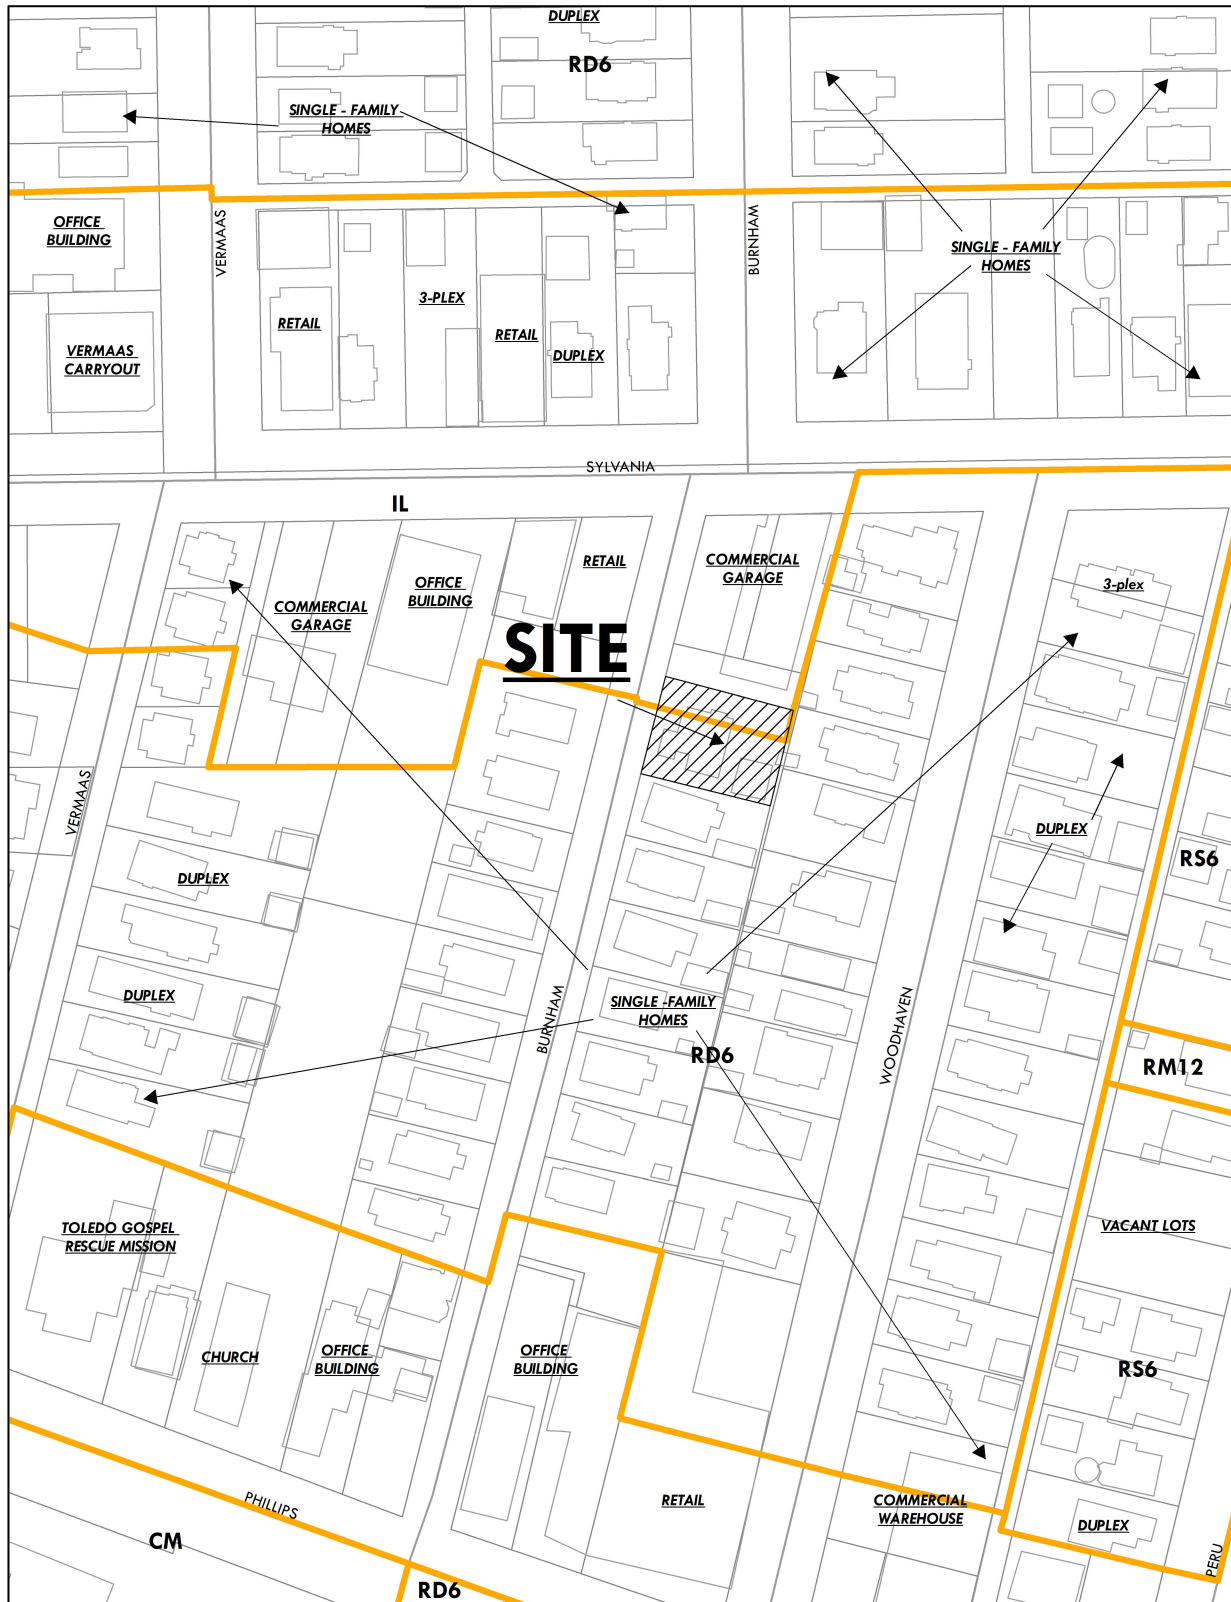 DUPLEX
RD6
SINGLE - FAMILY
HOMES
OFFICE
BUILDING
VERMAAS
BURNHAM
SINGLE - FAMILY
HOMES
3-PLEX
RETAIL
RETAIL
DUPLEX
VERMAAS
CARRYOUT
SYLVANIA
IL
RETAIL
COMMERCIAL
GARAGE
OFFICE
BUILDING
3-plex
COMMERCIAL
GARAGE
SITE
VERMAAS
DUPLEX
RS6
DUPLEX
DUPLEX
SINGLE -FAMILY
HOMES
BURNHAM
WOODHAVEN
RD6
RM12
TOLEDO GOSPEL
RESCUE MISSION
VACANT LOTS
CHURCH
OFFICE
BUILDING
OFFICE
BUILDING
RS6
PHILLIPS
RETAIL
COMMERCIAL
WAREHOUSE
DUPLEX
CM
PERU
RD6